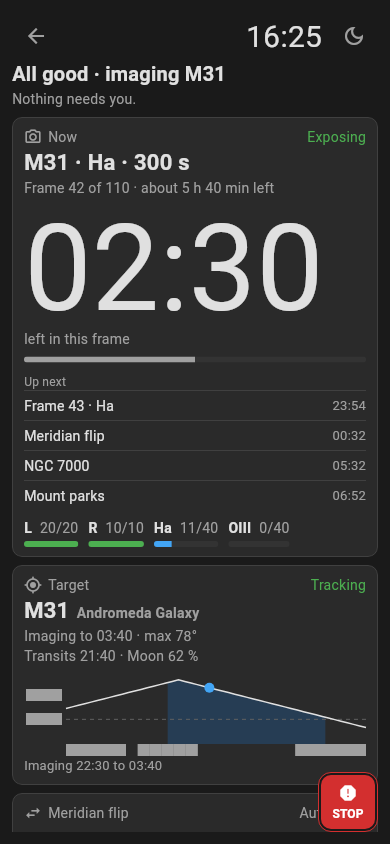 16:25
All good · imaging M31
Nothing needs you.
Now
Exposing
M31 · Ha · 300 s
Frame 42 of 110 · about 5 h 40 min left
02:30
left in this frame
Up next
Frame 43 · Ha 23:54
Meridian flip 00:32
NGC 7000 05:32
Mount parks 06:52
L 20/20 R 10/10 Ha 11/40 OIII 0/40
Target
Tracking
M31 Andromeda Galaxy
Imaging to 03:40 · max 78°
Transits 21:40 · Moon 62 %
Imaging 22:30 to 03:40
Meridian flip
STOP